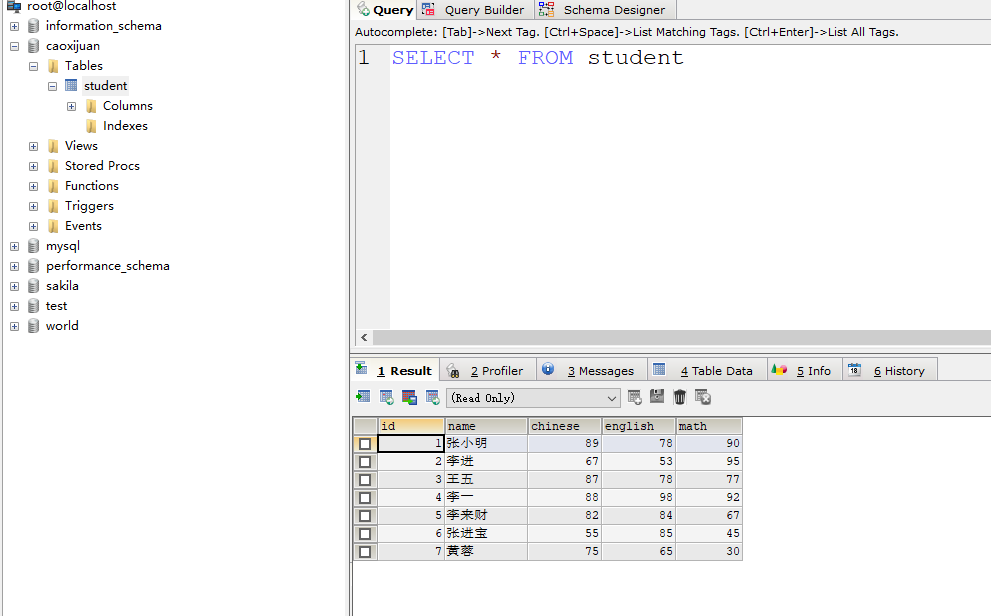 root@localhost
information_schema
caoxijuan
Tables
student
Columns
Indexes
Views
Stored Procs
Functions
Triggers
Events
mysql
performance_schema
sakila
test
world
Query Query Builder Schema Designer
Autocomplete: [Tab]->Next Tag. [Ctrl+Space]->List Matching Tags. [Ctrl+Enter]->List All Tags.
1 SELECT * FROM student
1 Result 2 Profiler 3 Messages 4 Table Data 5 Info 18 6 History
(Read Only)
id name chinese english math
1 张小明 89 78 90
2 李进 67 53 95
3 王五 87 78 77
4 李一 88 98 92
5 李来财 82 84 67
6 张进宝 55 85 45
7 黄蓉 75 65 30